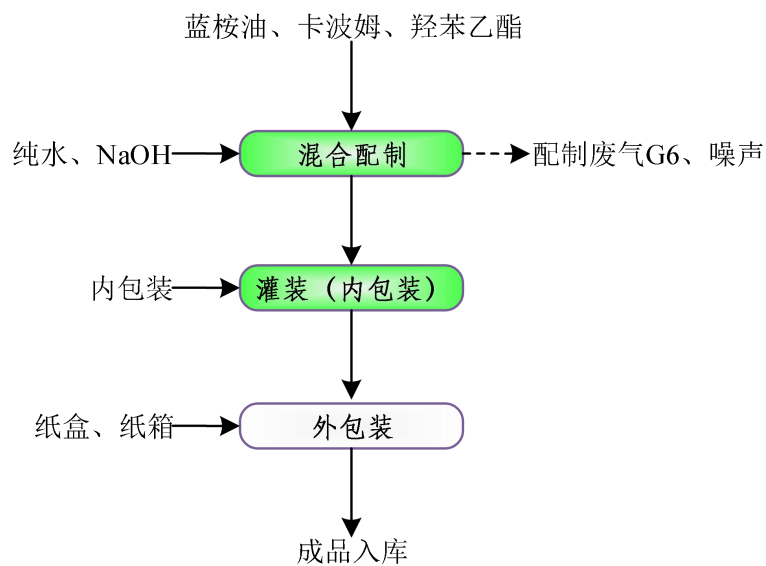 蓝桉油、卡波姆、羟苯乙酯
纯水、NaOH
混合配制
配制废气G6、噪声
内包装
灌装（内包装）
纸盒、纸箱
外包装
成品入库